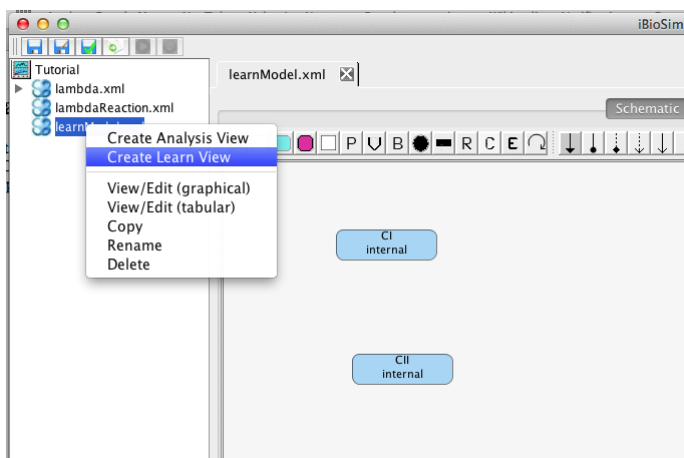 iBioSim
Tutorial
lambda.xml
lambdaReaction.xml
learnModel.xml
Create Analysis View
Create Learn View
View/Edit (graphical)
View/Edit (tabular)
Copy
Rename
Delete
Schematic
P V B R C E
CI
internal
CII
internal